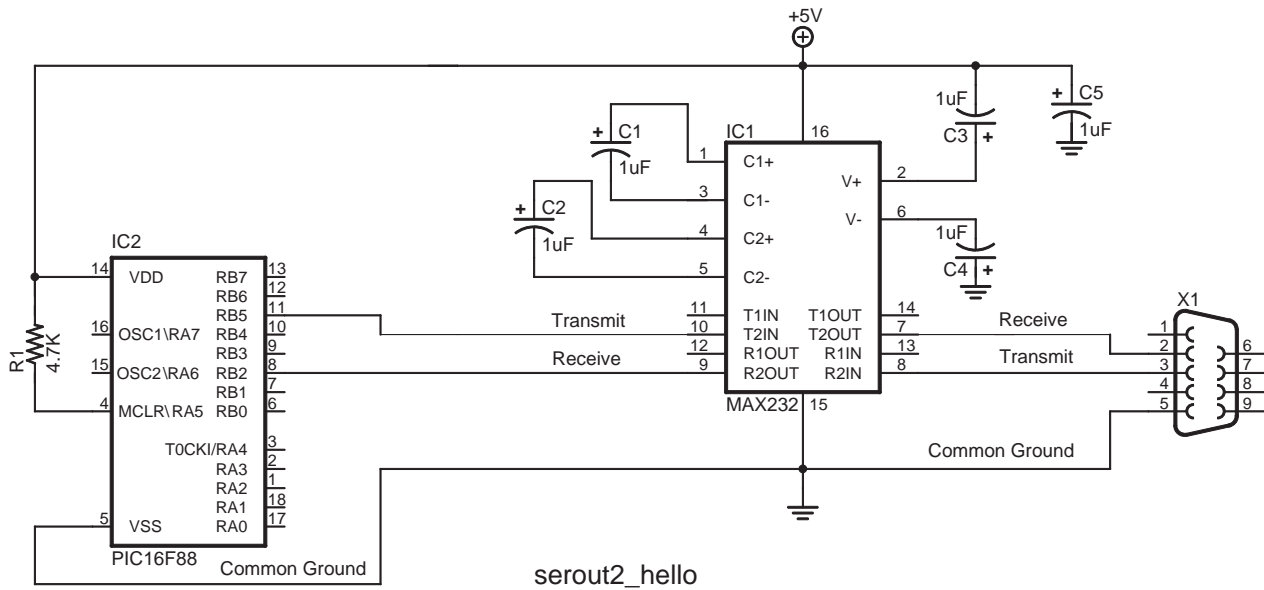 +5V
1uF
C3
+
+
C5
1uF
+
C1
1uF
+
C2
1uF
IC1
16
1
C1+
3
C1-
4
C2+
5
C2-
V+
2
V-
6
1uF
C4
+
11
T1IN
T1OUT
14
Transmit
10
T2IN
T2OUT
7
Receive
12
R1OUT
R1IN
13
Receive
9
R2OUT
R2IN
8
Transmit
MAX232
15
IC2
14
VDD
RB7
13
RB6
12
RB5
11
16
OSC1\RA7
RB4
10
RB3
9
15
OSC2\RA6
RB2
8
RB1
7
4
MCLR\RA5
RB0
6
T0CKI/RA4
3
RA3
2
RA2
1
RA1
18
5
VSS
RA0
17
PIC16F88
R1
4.7K
X1
1
2
3
4
5
6
7
8
9
Common Ground
Common Ground
serout2_hello